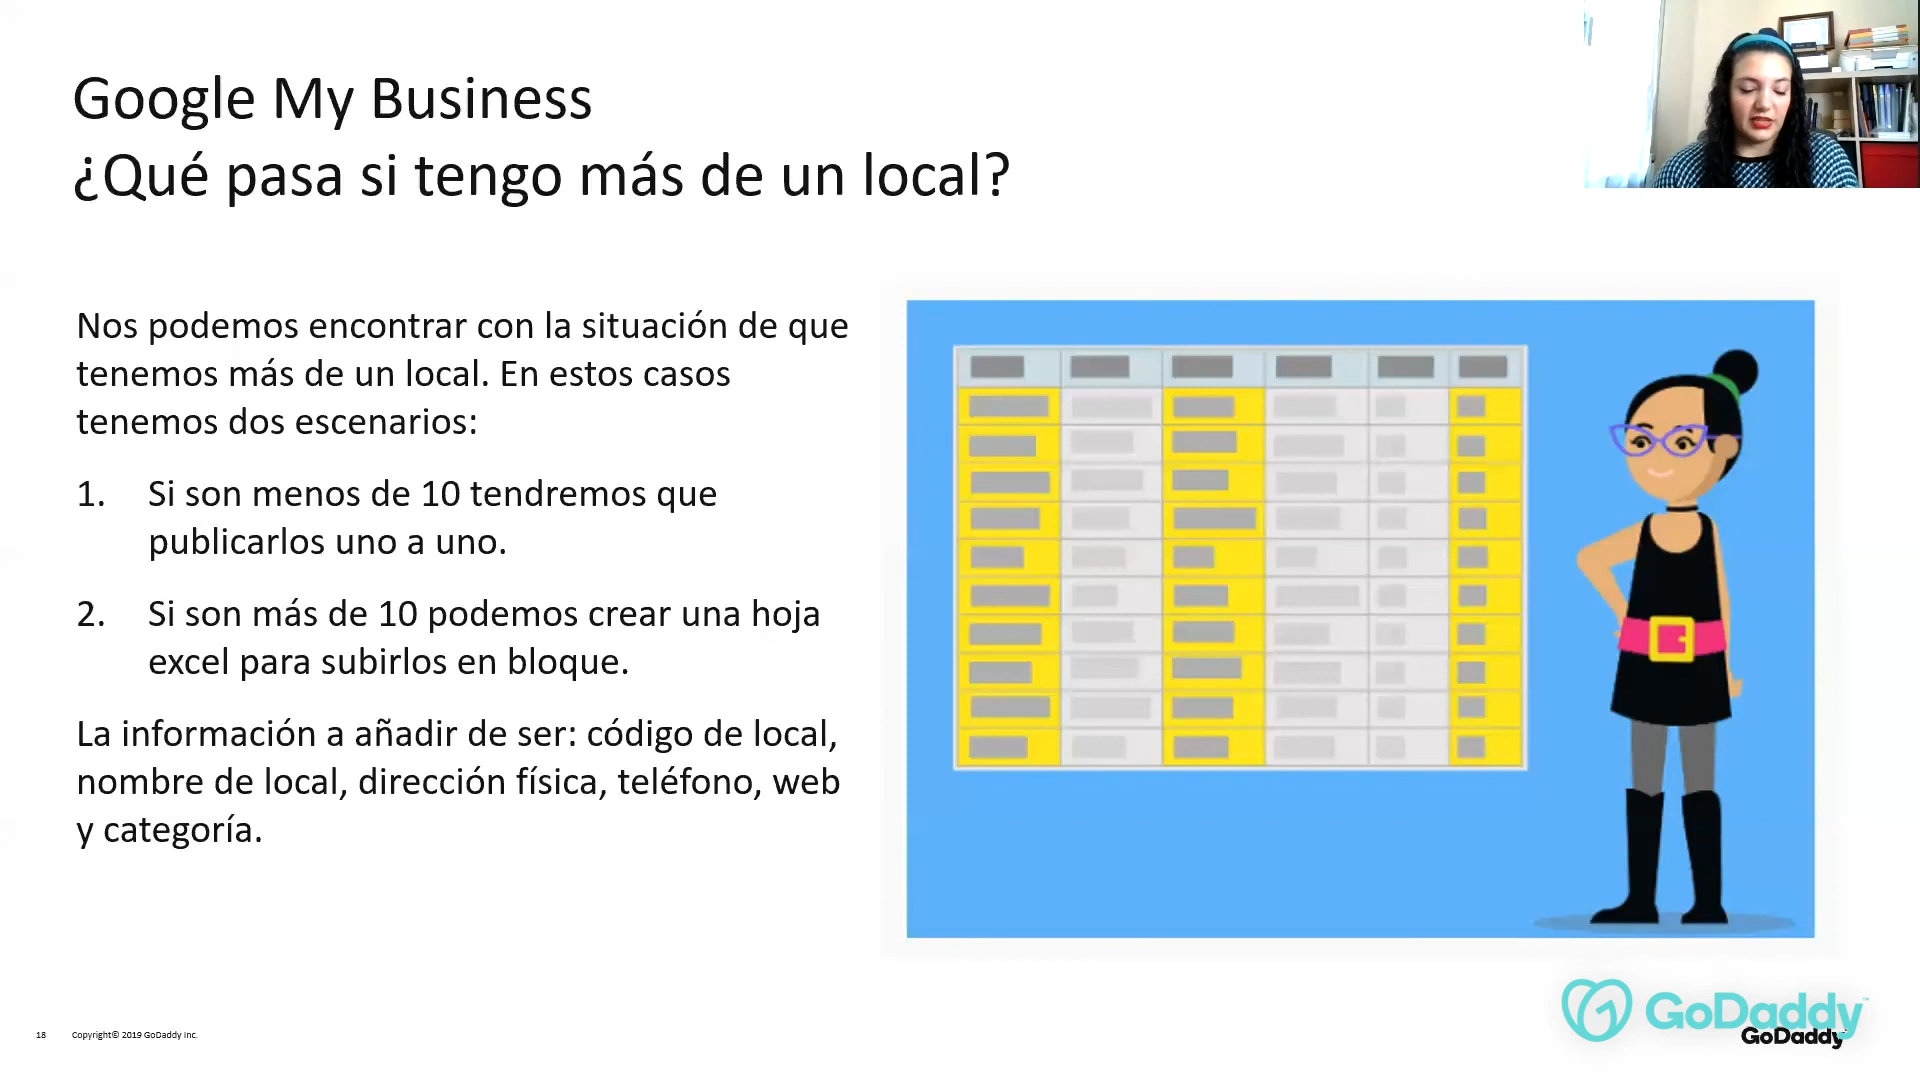 Google My Business
¿Qué pasa si tengo más de un local?
Nos podemos encontrar con la situación de que
tenemos más de un local. En estos casos
tenemos dos escenarios:
1. Si son menos de 10 tendremos que
publicarlos uno a uno.
2. Si son más de 10 podemos crear una hoja
excel para subirlos en bloque.
La información a añadir de ser: código de local,
nombre de local, dirección física, teléfono, web
y categoría.
18 Copyright© 2019 GoDaddy Inc.
GoDaddy™
GoDaddy